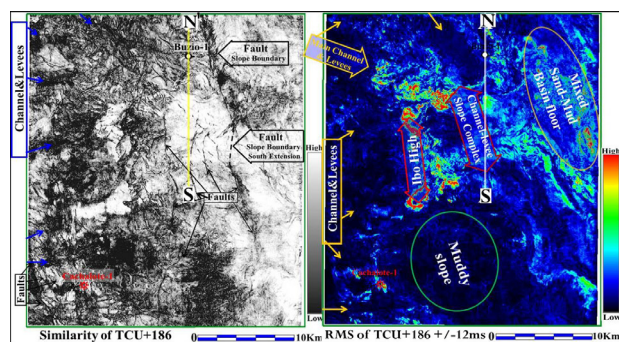 N
Buzio-1
Fault
Slope Boundary
Channel&Levees
Fault
Slope Boundary
South Extension
S
Faults
Faults
Cachalote-1
High
Low
Similarity of TCU+186
0
10Km
N
Main Channel
& Levees
Mixed
Sand-Mud
Basin floor
Ibo High
Channelized
Slope Complex
Channel&Levees
S
Muddy
slope
Cachalote-1
High
Low
RMS of TCU+186 +/-12ms
0
10Km